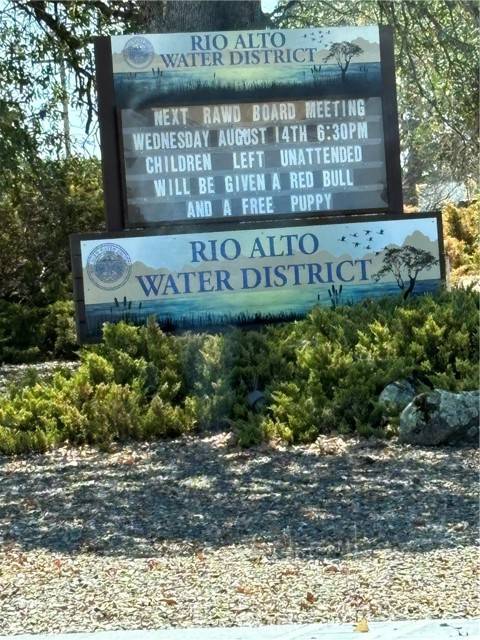 RIO ALTO
WATER DISTRICT
NEXT RAWD BOARD MEETING
WEDNESDAY AUGUST 14TH 6:30PM
CHILDREN LEFT UNATTENDED
WILL BE GIVEN A RED BULL
AND A FREE PUPPY
RIO ALTO
WATER DISTRICT